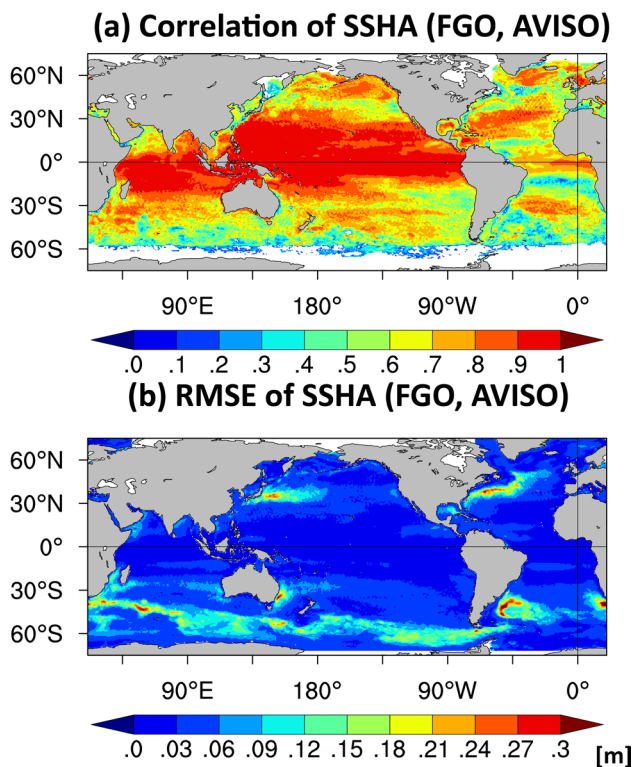 (a) Correlation of SSHA (FGO, AVISO)
60°N
30°N
0°
30°S
60°S
90°E 180° 90°W 0°
.0 .1 .2 .3 .4 .5 .6 .7 .8 .9 1
(b) RMSE of SSHA (FGO, AVISO)
60°N
30°N
0°
30°S
60°S
90°E 180° 90°W 0°
.0 .03 .06 .09 .12 .15 .18 .21 .24 .27 .3
[m]